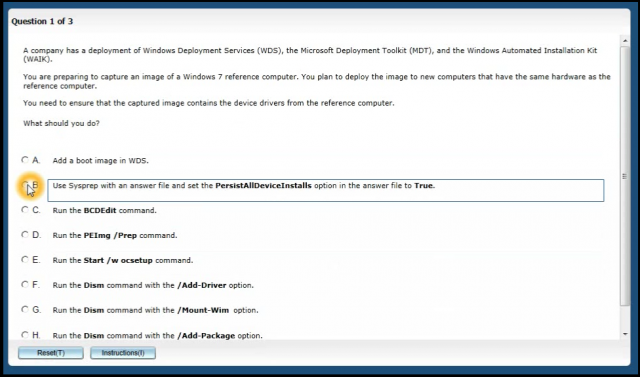 Question 1 of 3
A company has a deployment of Windows Deployment Services (WDS), the Microsoft Deployment Toolkit (MDT), and the Windows Automated Installation Kit
(WAIK).
You are preparing to capture an image of a Windows 7 reference computer. You plan to deploy the image to new computers that have the same hardware as the
reference computer.
You need to ensure that the captured image contains the device drivers from the reference computer.
What should you do?
A. Add a boot image in WDS.
B. Use Sysprep with an answer file and set the PersistAllDeviceInstalls option in the answer file to True.
C. Run the BCDEdit command.
D. Run the PEImg /Prep command.
E. Run the Start /w ocsetup command.
F. Run the Dism command with the /Add-Driver option.
G. Run the Dism command with the /Mount-Wim option.
H. Run the Dism command with the /Add-Package option.
Reset(T) Instructions(I)